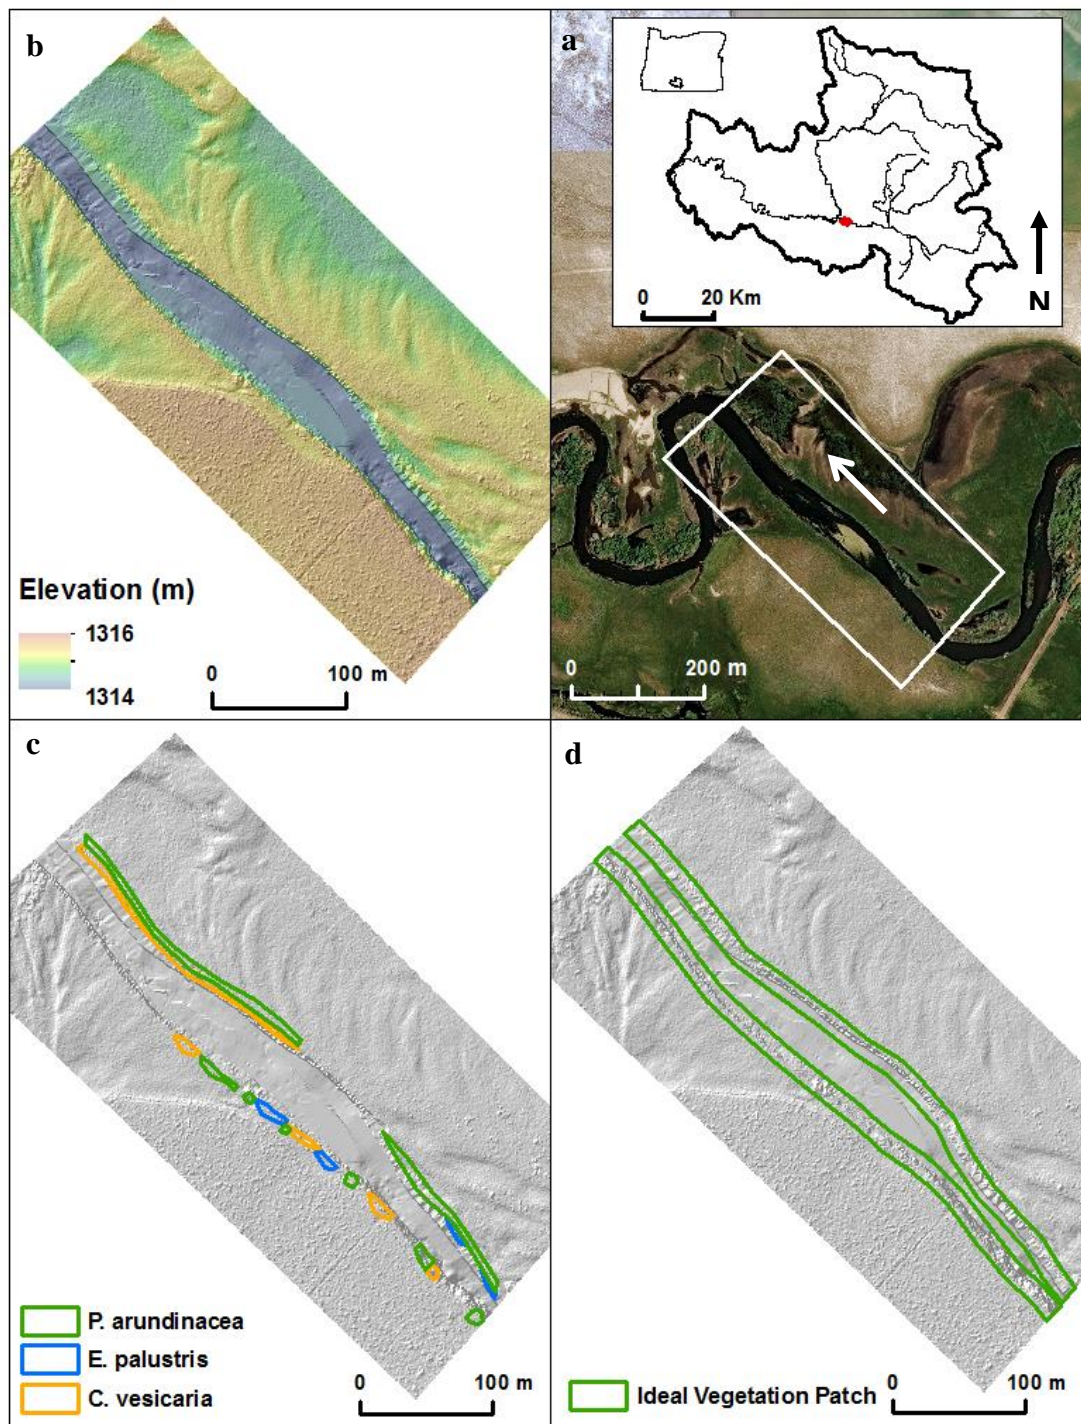 b
Elevation (m)
1316
1314
0 100 m
a
0 20 Km
N
0 200 m
c
P. arundinacea
E. palustris
C. vesicaria
0 100 m
d
Ideal Vegetation Patch
0 100 m